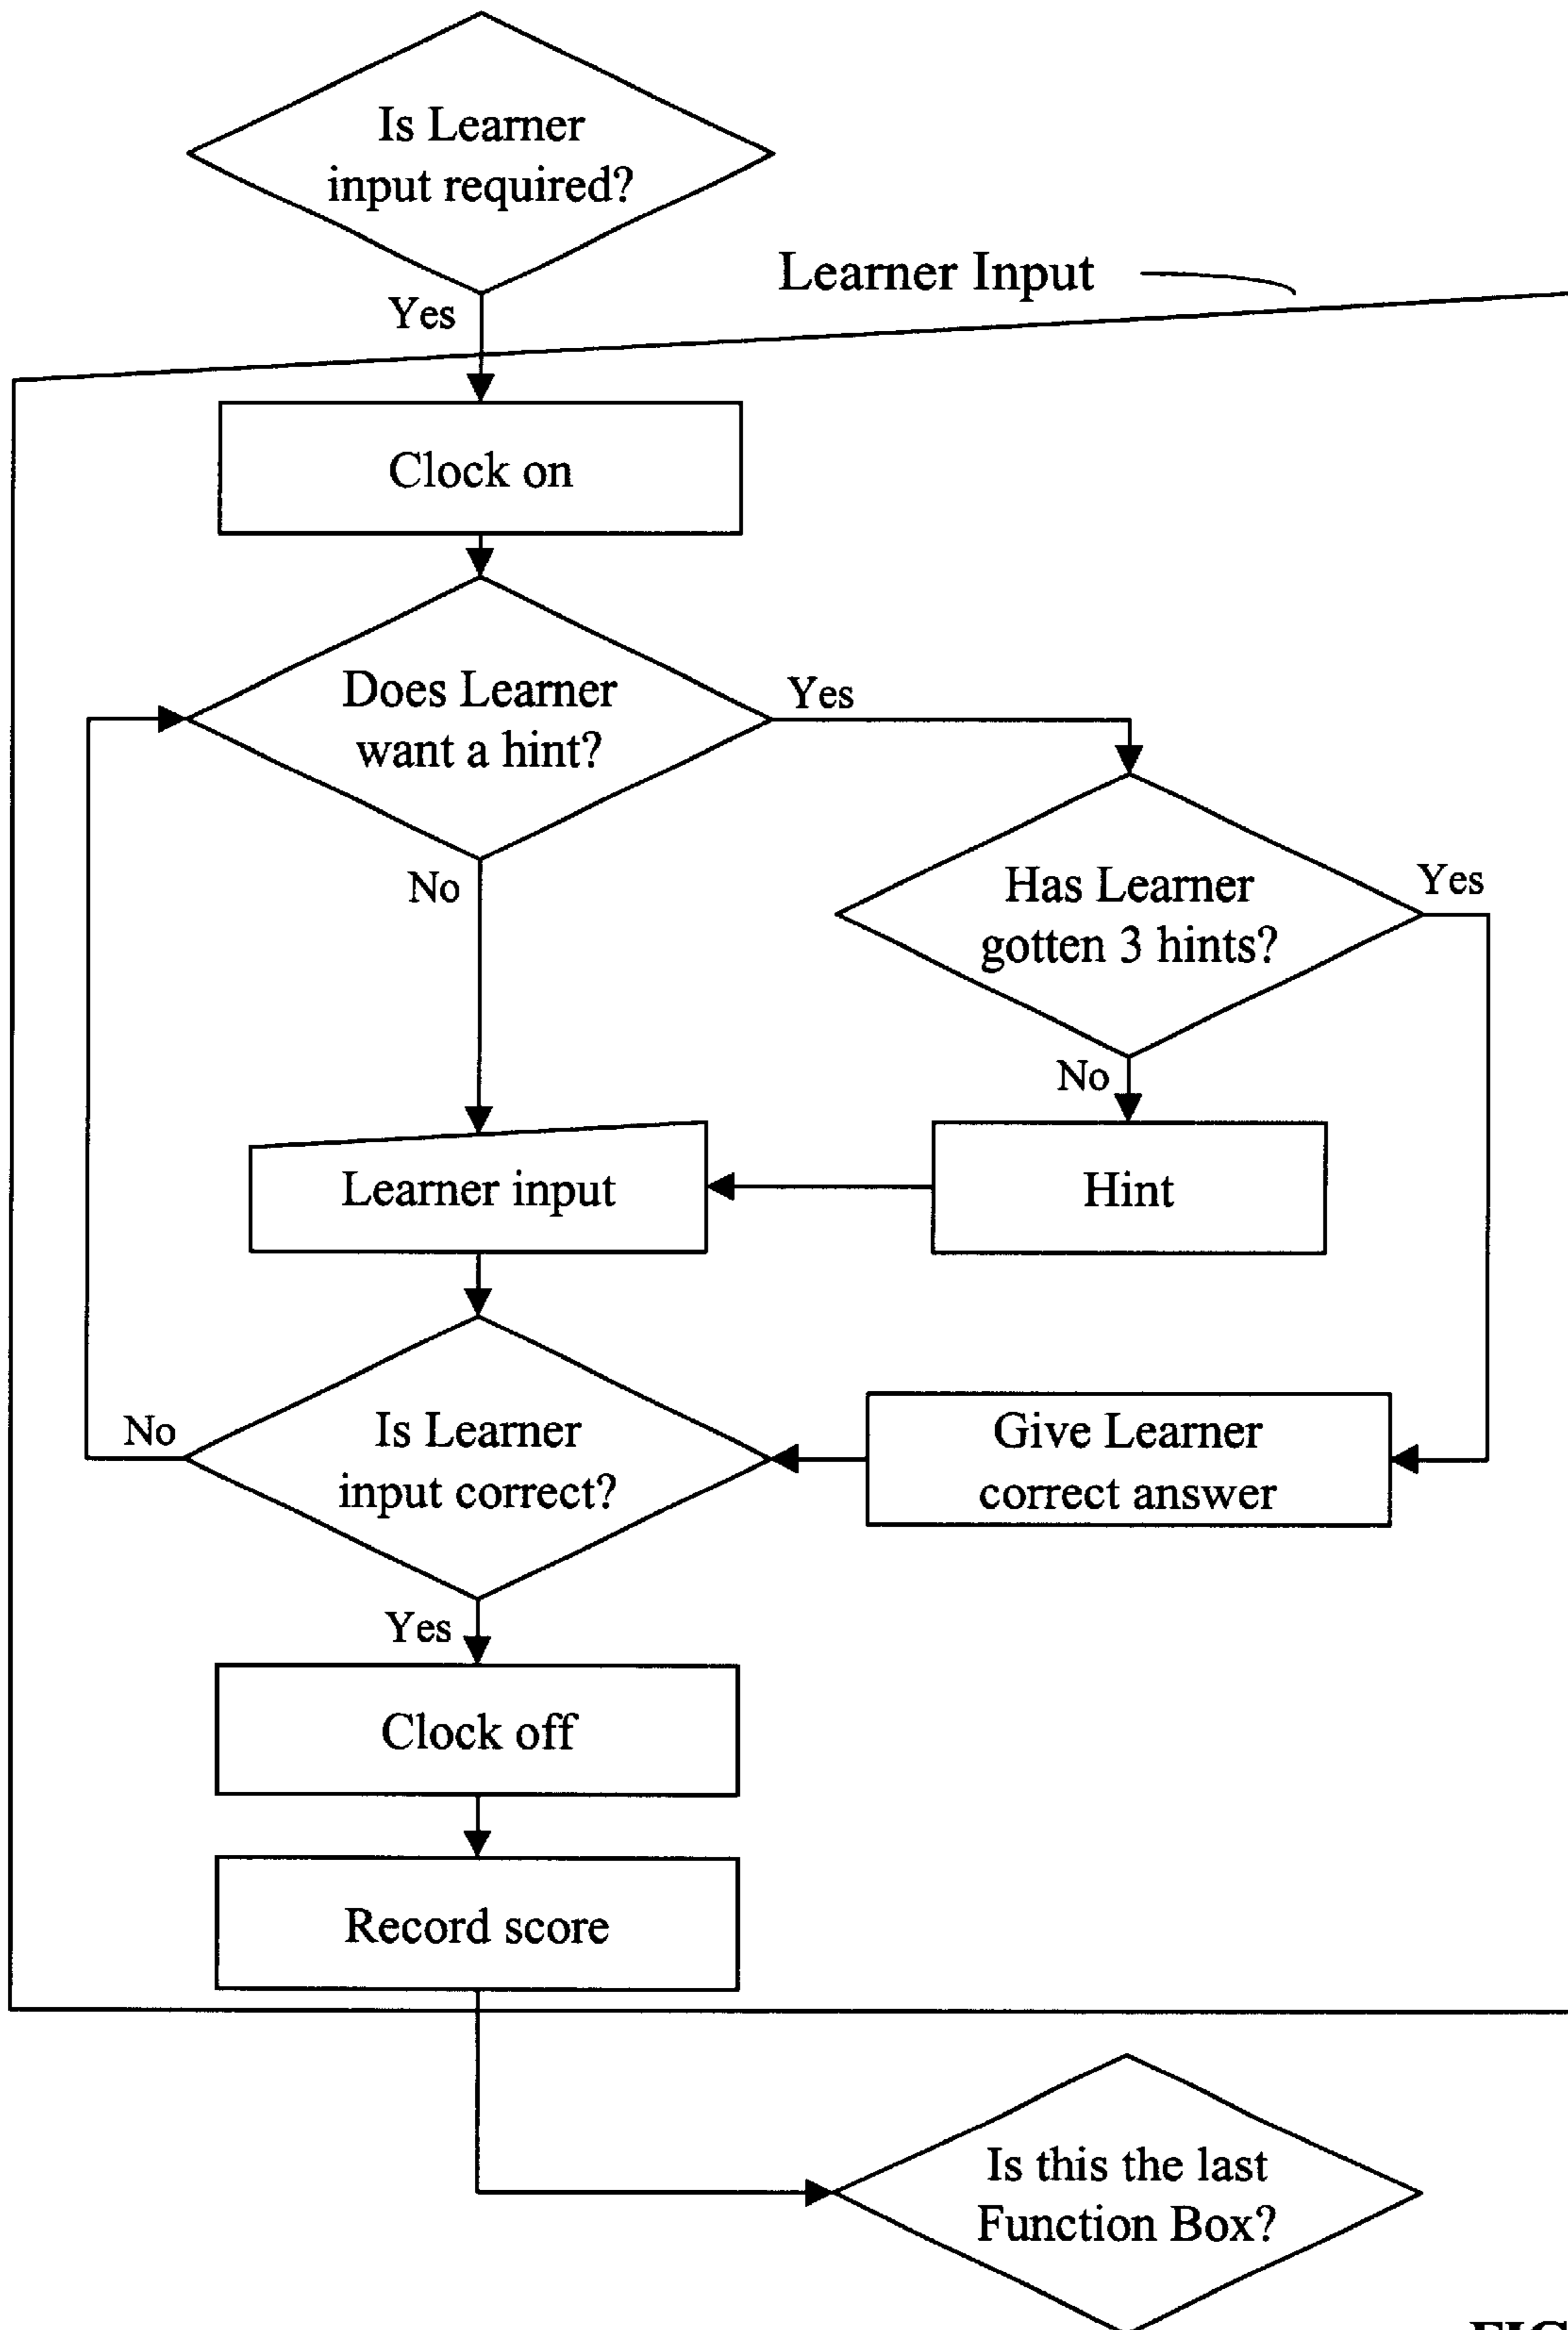 Is Learner
input required?
Yes
Learner Input
Clock on
Does Learner
want a hint?
Yes
No
Has Learner
gotten 3 hints?
Yes
No
Learner input
Hint
Is Learner
input correct?
No
Give Learner
correct answer
Yes
Clock off
Record score
Is this the last
Function Box?